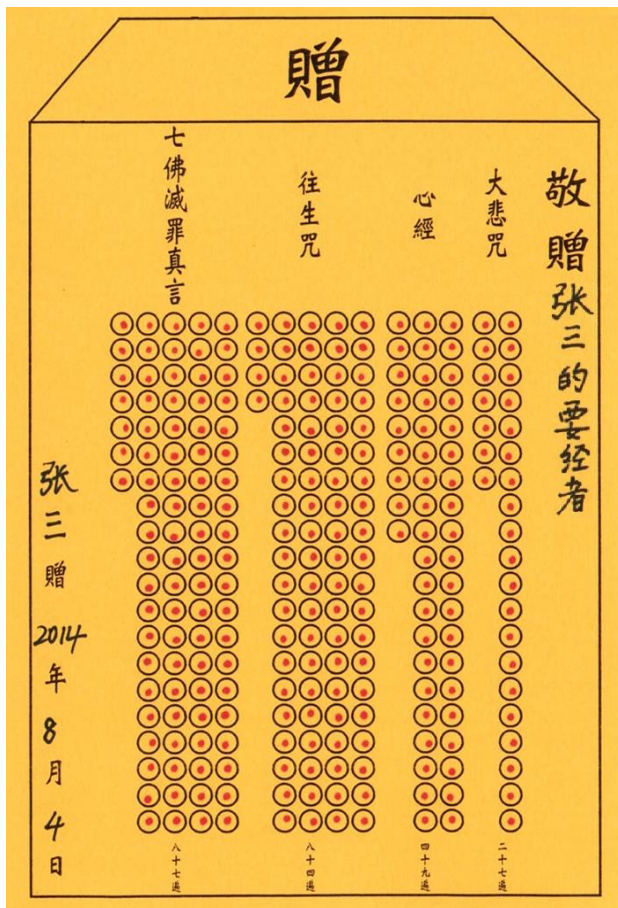 贈
敬贈张三的要经者
大悲咒
二十七遍
心經
四十九遍
往生咒
八十四遍
七佛滅罪真言
八十七遍
张三贈2014年8月4日